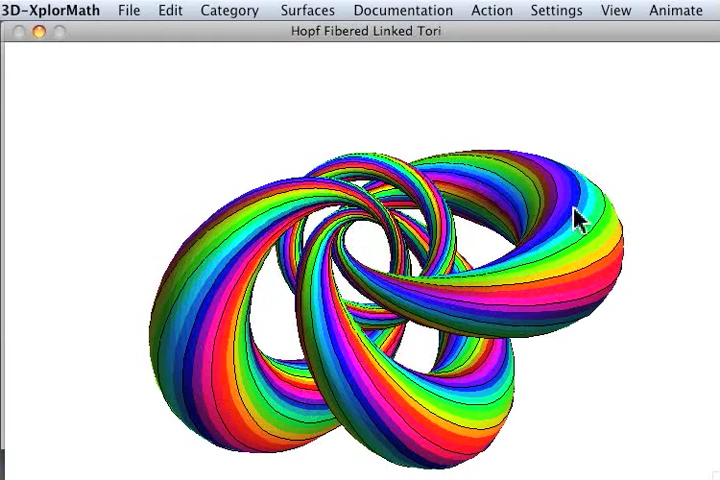 3D-XplorMath File Edit Category Surfaces Documentation Action Settings View Animate
Hopf Fibered Linked Tori